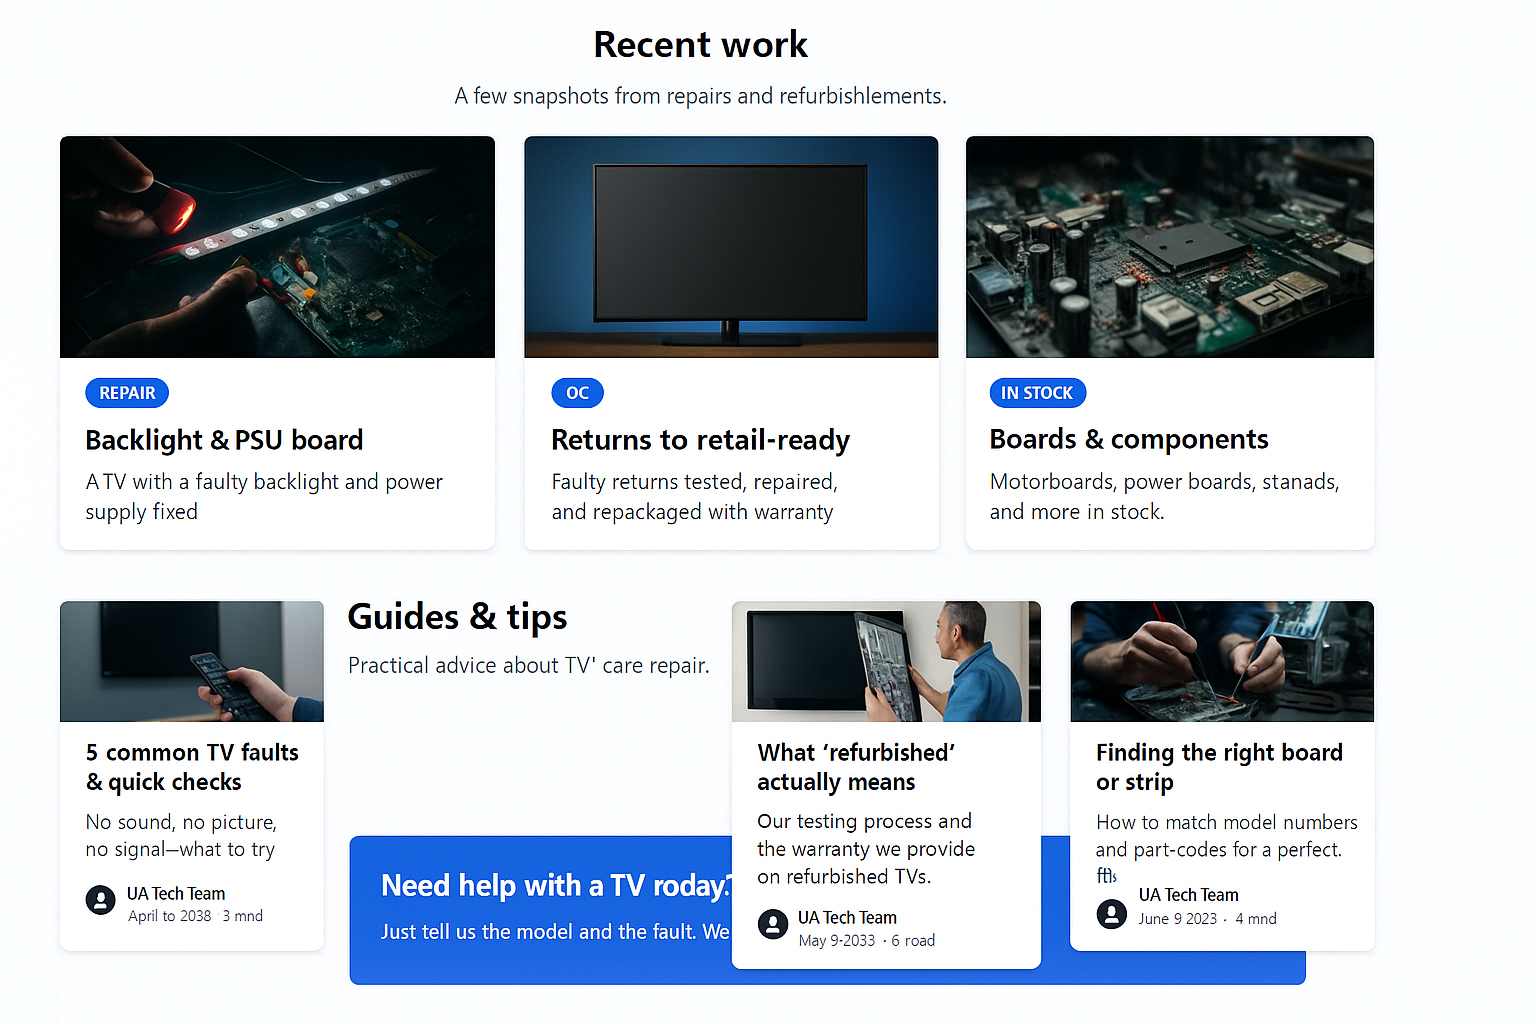 Recent work
A few snapshots from repairs and refurbishlements.
REPAIR
Backlight & PSU board
A TV with a faulty backlight and power
supply fixed
OC
Returns to retail-ready
Faulty returns tested, repaired,
and repackaged with warranty
IN STOCK
Boards & components
Motorboards, power boards, stanads,
and more in stock.
5 common TV faults
& quick checks
No sound, no picture,
no signal—what to try
UA Tech Team
April to 2038 · 3 mnd
Guides & tips
Practical advice about TV' care repair.
Need help with a TV roday?
Just tell us the model and the fault. We
What ‘refurbished’
actually means
Our testing process and
the warranty we provide
on refurbished TVs.
UA Tech Team
May 9-2033 · 6 road
Finding the right board
or strip
How to match model numbers
and part-codes for a perfect.
UA Tech Team
June 9 2023 · 4 mnd